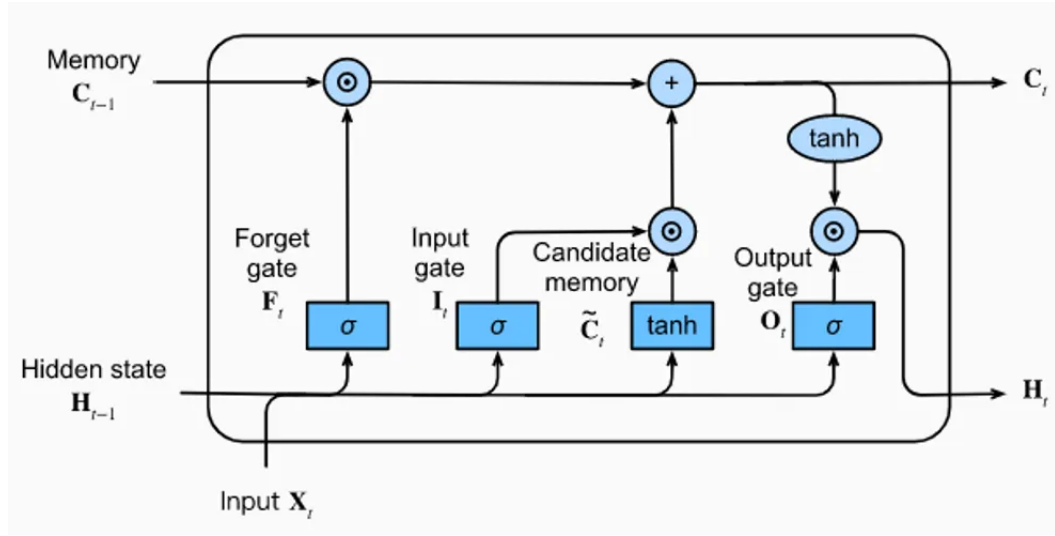 Memory
C_{t-1}
⊙
+
C_t
tanh
⊙
⊙
Forget
gate
F_t
Input
gate
I_t
Candidate
memory
C̃_t
Output
gate
O_t
σ
σ
tanh
σ
Hidden state
H_{t-1}
H_t
Input X_t